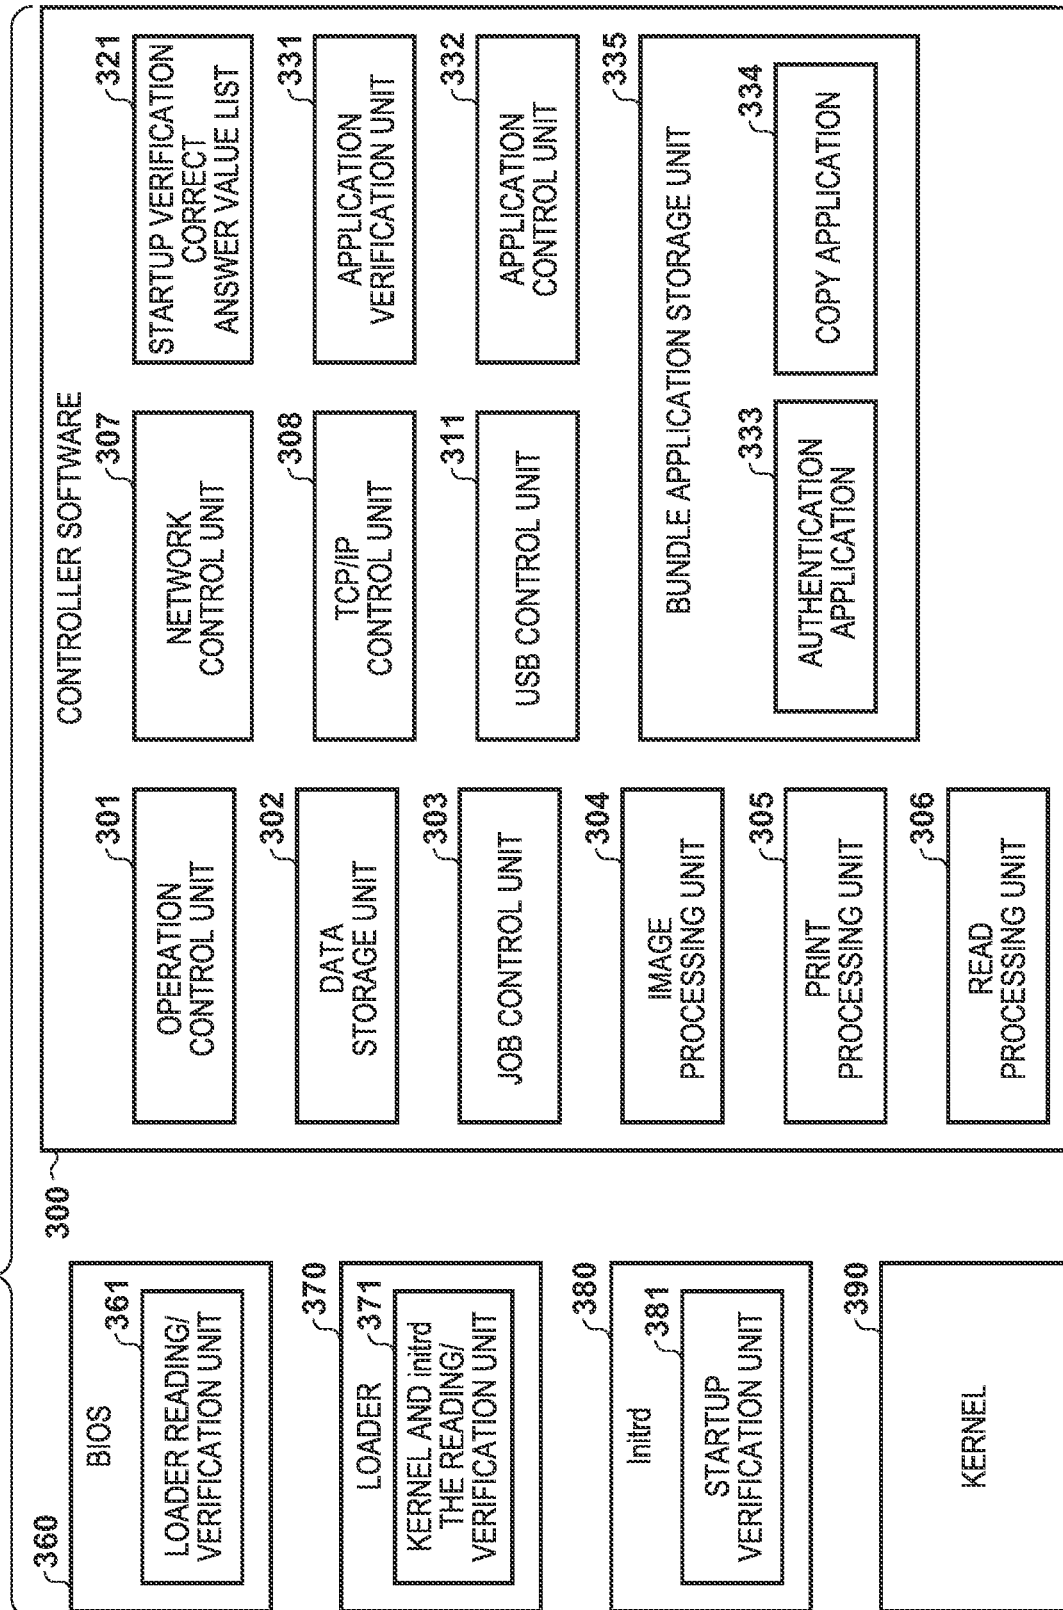 360
BIOS
361
LOADER READING/
VERIFICATION UNIT
370
LOADER
371
KERNEL AND initrd
THE READING/
VERIFICATION UNIT
380
Initrd
381
STARTUP
VERIFICATION UNIT
390
KERNEL
300
CONTROLLER SOFTWARE
301
OPERATION
CONTROL UNIT
302
DATA
STORAGE UNIT
303
JOB CONTROL UNIT
304
IMAGE
PROCESSING UNIT
305
PRINT
PROCESSING UNIT
306
READ
PROCESSING UNIT
307
NETWORK
CONTROL UNIT
308
TCP/IP
CONTROL UNIT
311
USB CONTROL UNIT
321
STARTUP VERIFICATION
CORRECT
ANSWER VALUE LIST
331
APPLICATION
VERIFICATION UNIT
332
APPLICATION
CONTROL UNIT
335
BUNDLE APPLICATION STORAGE UNIT
333
AUTHENTICATION
APPLICATION
334
COPY APPLICATION